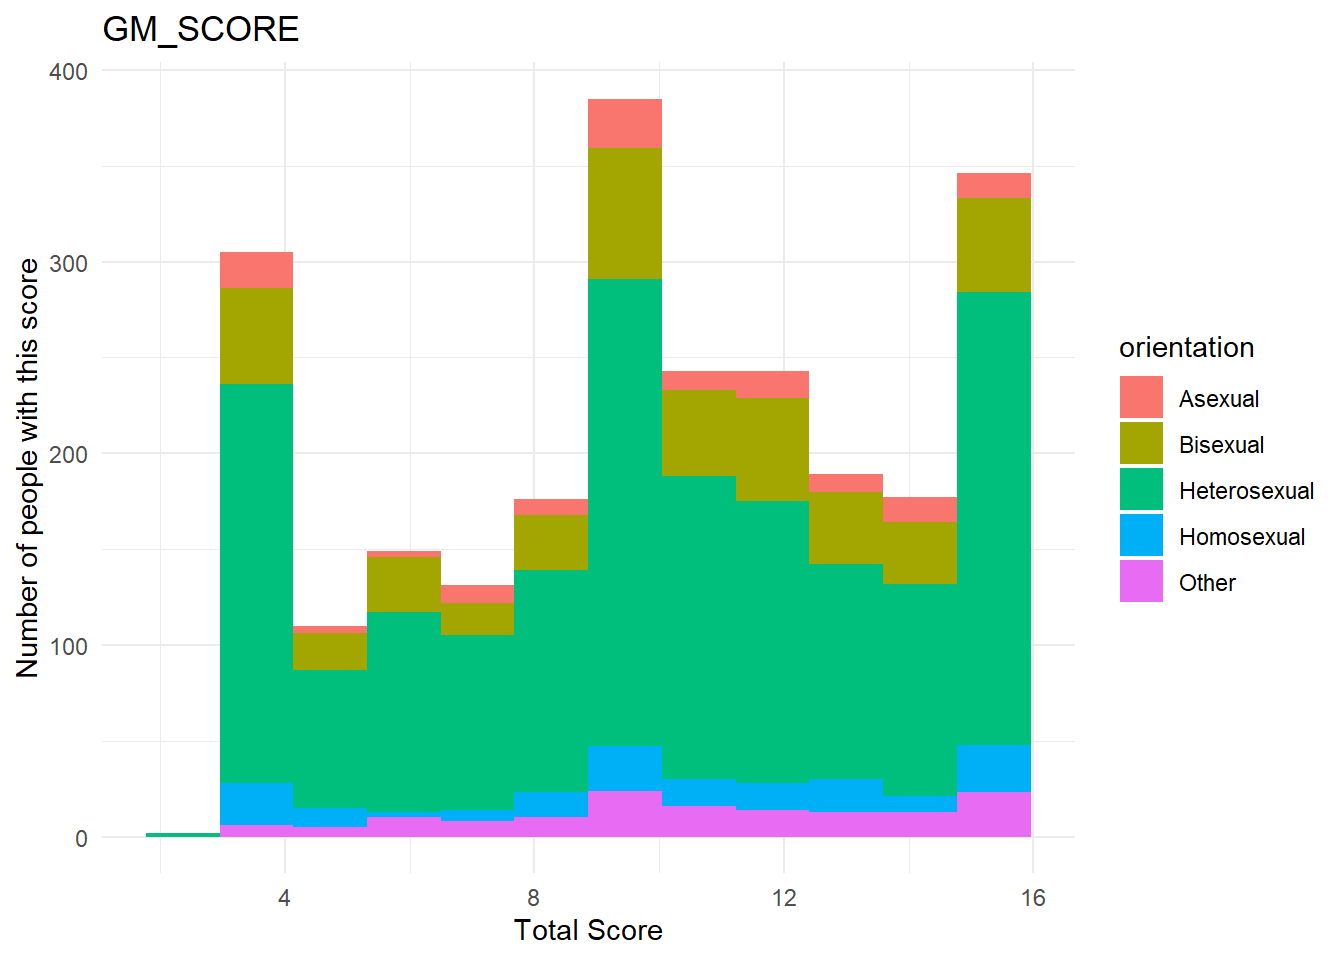 GM_SCORE
400
300
200
100
0
Number of people with this score
4
8
12
16
Total Score
orientation
Asexual
Bisexual
Heterosexual
Homosexual
Other